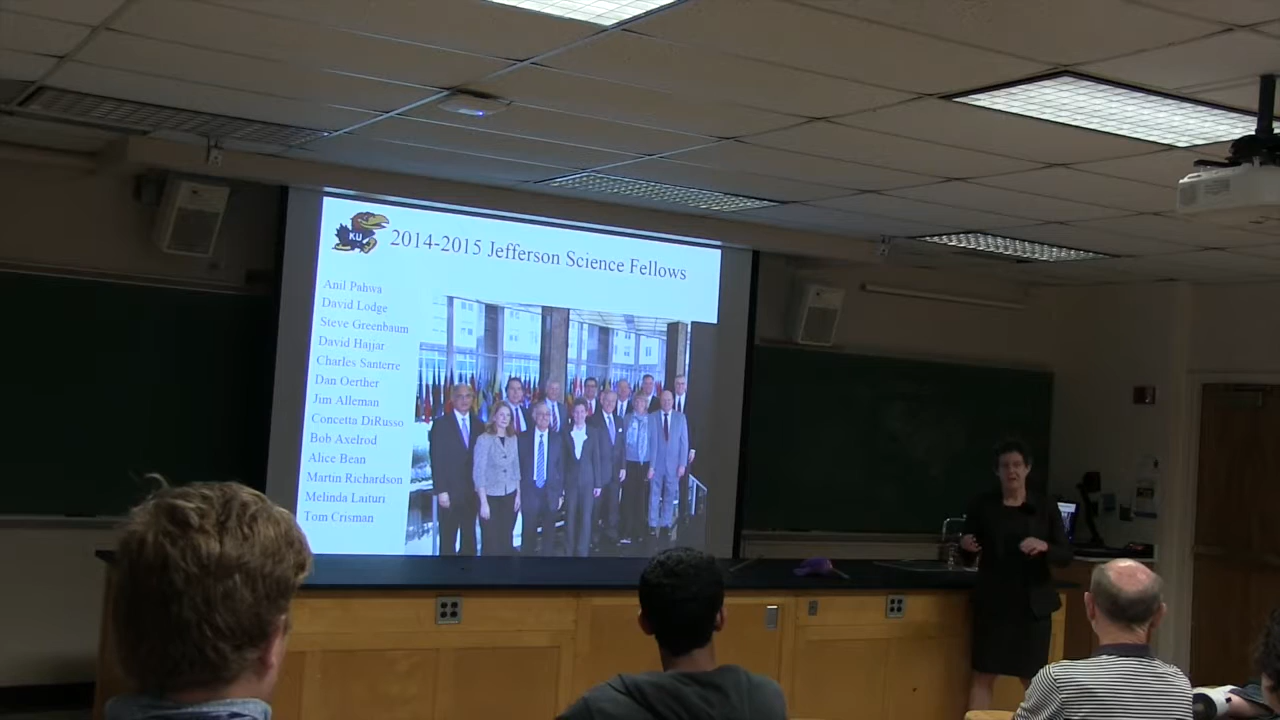 KU
2014-2015 Jefferson Science Fellows
Anil Pahwa
David Lodge
Steve Greenbaum
David Hajjar
Charles Santerre
Dan Oerther
Jim Alleman
Concetta DiRusso
Bob Axelrod
Alice Bean
Martin Richardson
Melinda Laituri
Tom Crisman